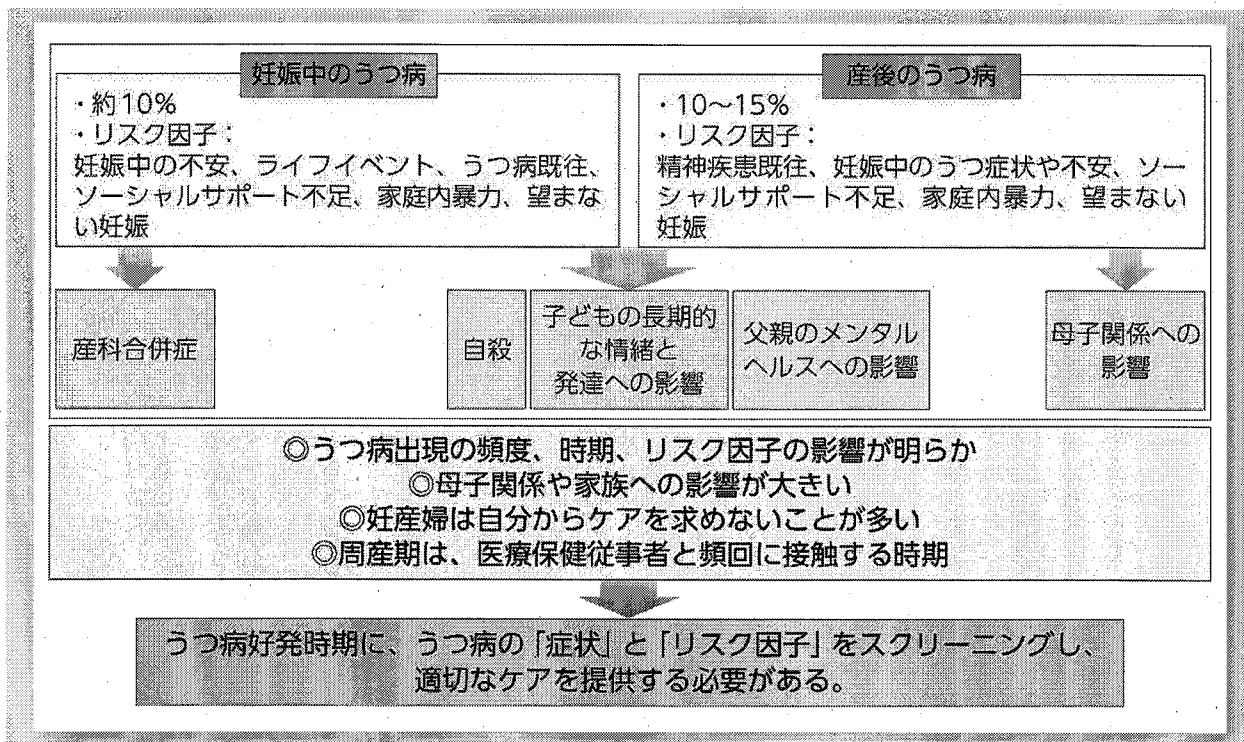 妊娠中のうつ病
・約10%
・リスク因子：
妊娠中の不安、ライフイベント、うつ病既往、
ソーシャルサポート不足、家庭内暴力、望まな
い妊娠
産後のうつ病
・10～15%
・リスク因子：
精神疾患既往、妊娠中のうつ症状や不安、ソー
シャルサポート不足、家庭内暴力、望まない
妊娠
産科合併症
自殺
子どもの長期的
な情緒と
発達への影響
父親のメンタル
ヘルスへの影響
母子関係への
影響
◎うつ病出現の頻度、時期、リスク因子の影響が明らか
◎母子関係や家族への影響が大きい
◎妊産婦は自分からケアを求めないことが多い
◎周産期は、医療保健従事者と頻回に接触する時期
うつ病好発時期に、うつ病の「症状」と「リスク因子」をスクリーニングし、
適切なケアを提供する必要がある。